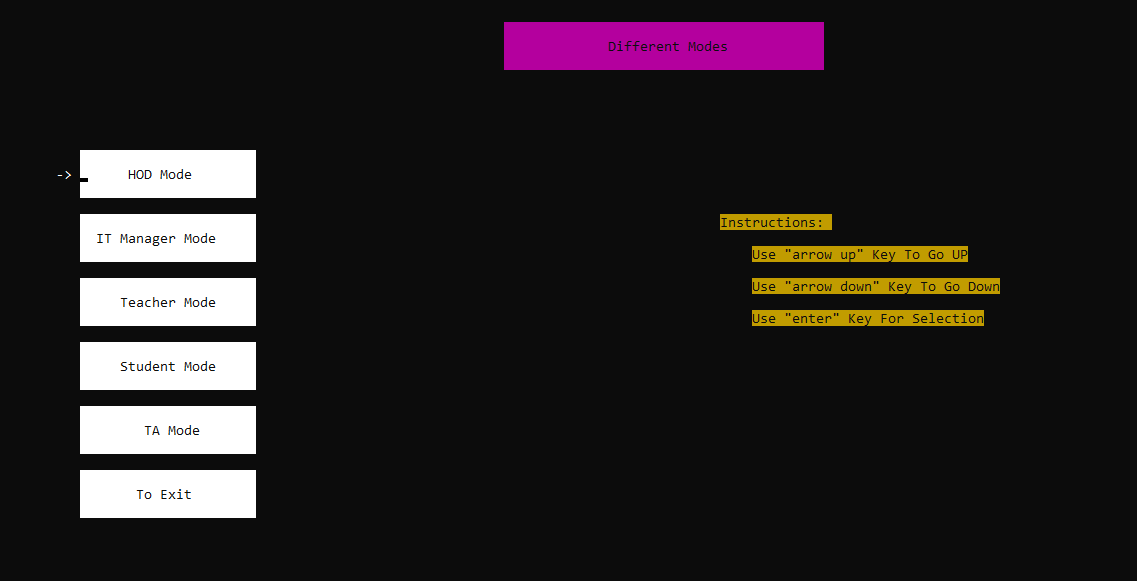 Different Modes
-> HOD Mode
IT Manager Mode
Teacher Mode
Student Mode
TA Mode
To Exit
Instructions:
Use "arrow up" Key To Go UP
Use "arrow down" Key To Go Down
Use "enter" Key For Selection